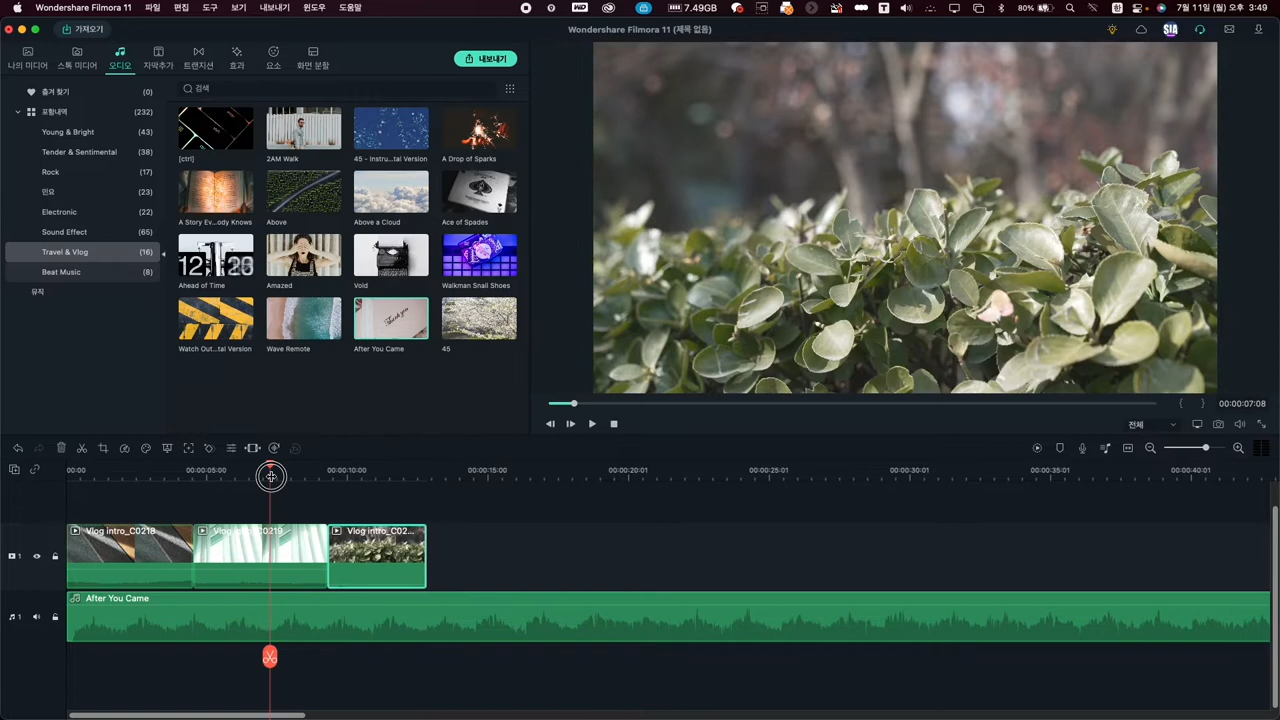 Wondershare Filmora 11 파일 편집 도구 보기 내보내기 윈도우 도움말 7.49GB 80% 7월 11일 (월) 오후 3:49
가져오기 Wondershare Filmora 11 (제목 없음)
나의 미디어 스톡 미디어 오디오 자막추가 트랜지션 효과 요소 화면 분할 내보내기
즐겨 찾기 (0)
포함내역 (232)
Young & Bright (43)
Tender & Sentimental (38)
Rock (17)
민요 (23)
Electronic (22)
Sound Effect (65)
Travel & Vlog (16)
Beat Music (8)
뮤직
검색
[ctrl] 2AM Walk 45 - Instru...tal Version A Drop of Sparks
A Story Ev...ody Knows Above Above a Cloud Ace of Spades
Ahead of Time Amazed Void Walkman Snail Shoes
Watch Out...tal Version Wave Remote After You Came 45
00:00:07:08
전체
00:00 00:00:05:00 00:00:10:00 00:00:15:00 00:00:20:01 00:00:25:01 00:00:30:01 00:00:35:01 00:00:40:01
Vlog intro_C0218 Vlog intro_C0219 Vlog intro_C02...
1
After You Came
1